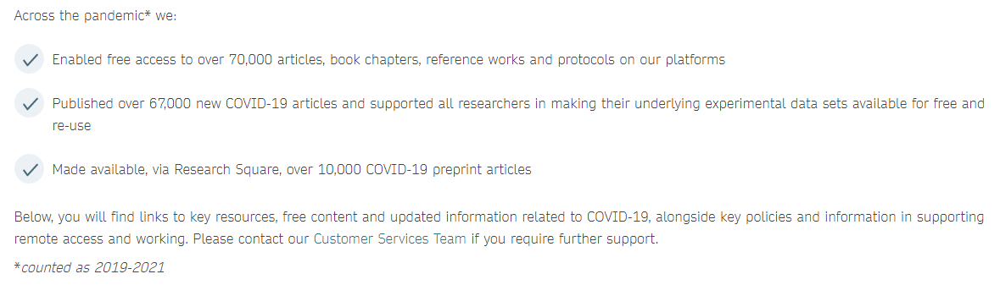 Across the pandemic* we:
Enabled free access to over 70,000 articles, book chapters, reference works and protocols on our platforms
Published over 67,000 new COVID-19 articles and supported all researchers in making their underlying experimental data sets available for free and
re-use
Made available, via Research Square, over 10,000 COVID-19 preprint articles
Below, you will find links to key resources, free content and updated information related to COVID-19, alongside key policies and information in supporting
remote access and working. Please contact our Customer Services Team if you require further support.
*counted as 2019-2021